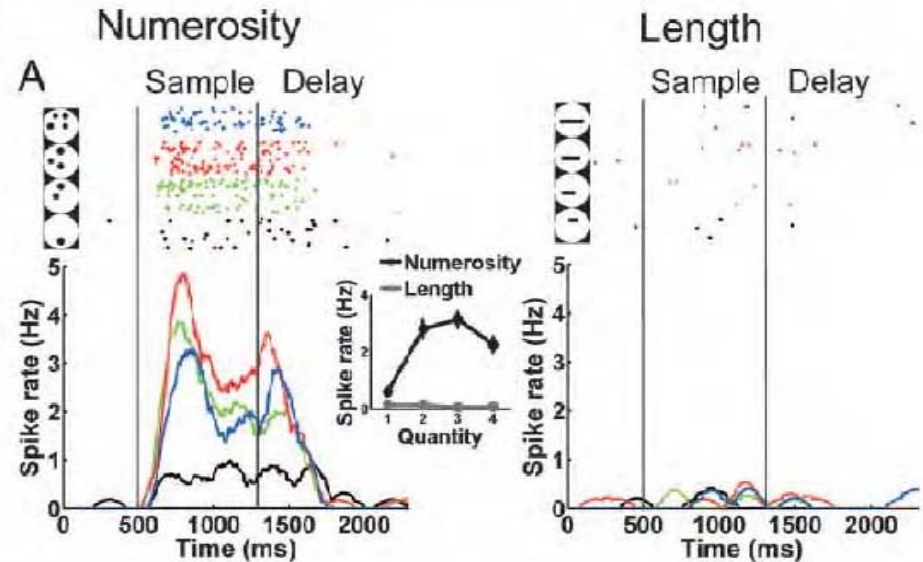 Numerosity
Length
A
Sample Delay
Sample Delay
5
4
3
2
1
0
Spike rate (Hz)
0 500 1000 1500 2000
Time (ms)
Numerosity
Length
4
2
0
Spike rate (Hz)
1 2 3 4
Quantity
5
4
3
2
1
0
Spike rate (Hz)
0 500 1000 1500 2000
Time (ms)